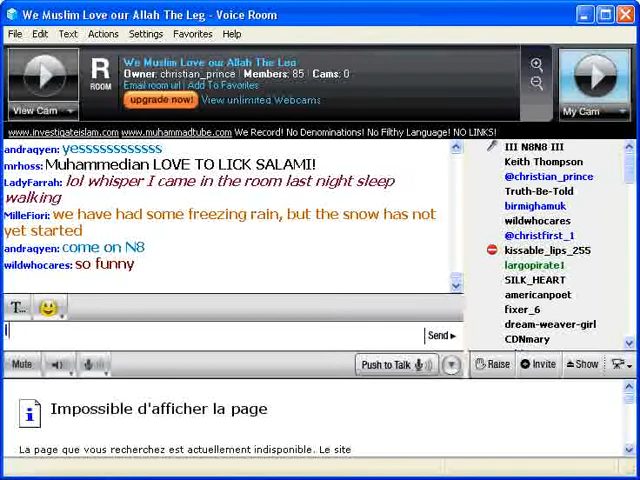 We Muslim Love our Allah The Leg - Voice Room
File Edit Text Actions Settings Favorites Help
We Muslim Love our Allah The Leg
Owner: christian_prince | Members: 85 | Cams: 0
Email room url | Add To Favorites
upgrade now! View unlimited Webcams
R
ROOM
View Cam
My Cam
www.investigateislam.com www.muhammadtube.com We Record! No Denominations! No Filthy Language! NO LINKS!
andraqyen: yessssssssssss
mrhoss: Muhammedian LOVE TO LICK SALAMI!
LadyFarrah: lol whisper I came in the room last night sleep
walking
MilleFiori: we have had some freezing rain, but the snow has not
yet started
andraqyen: come on N8
wildwhocares: so funny
III N8N8 III
Keith Thompson
@christian_prince
Truth-Be-Told
birmighamuk
wildwhocares
@christfirst_1
kissable_lips_255
largopirate1
SILK_HEART
americanpoet
fixer_6
dream-weaver-girl
CDNmary
T...
Send
Mute
Push to Talk
Raise Invite Show
i
Impossible d'afficher la page
La page que vous recherchez est actuellement indisponible. Le site